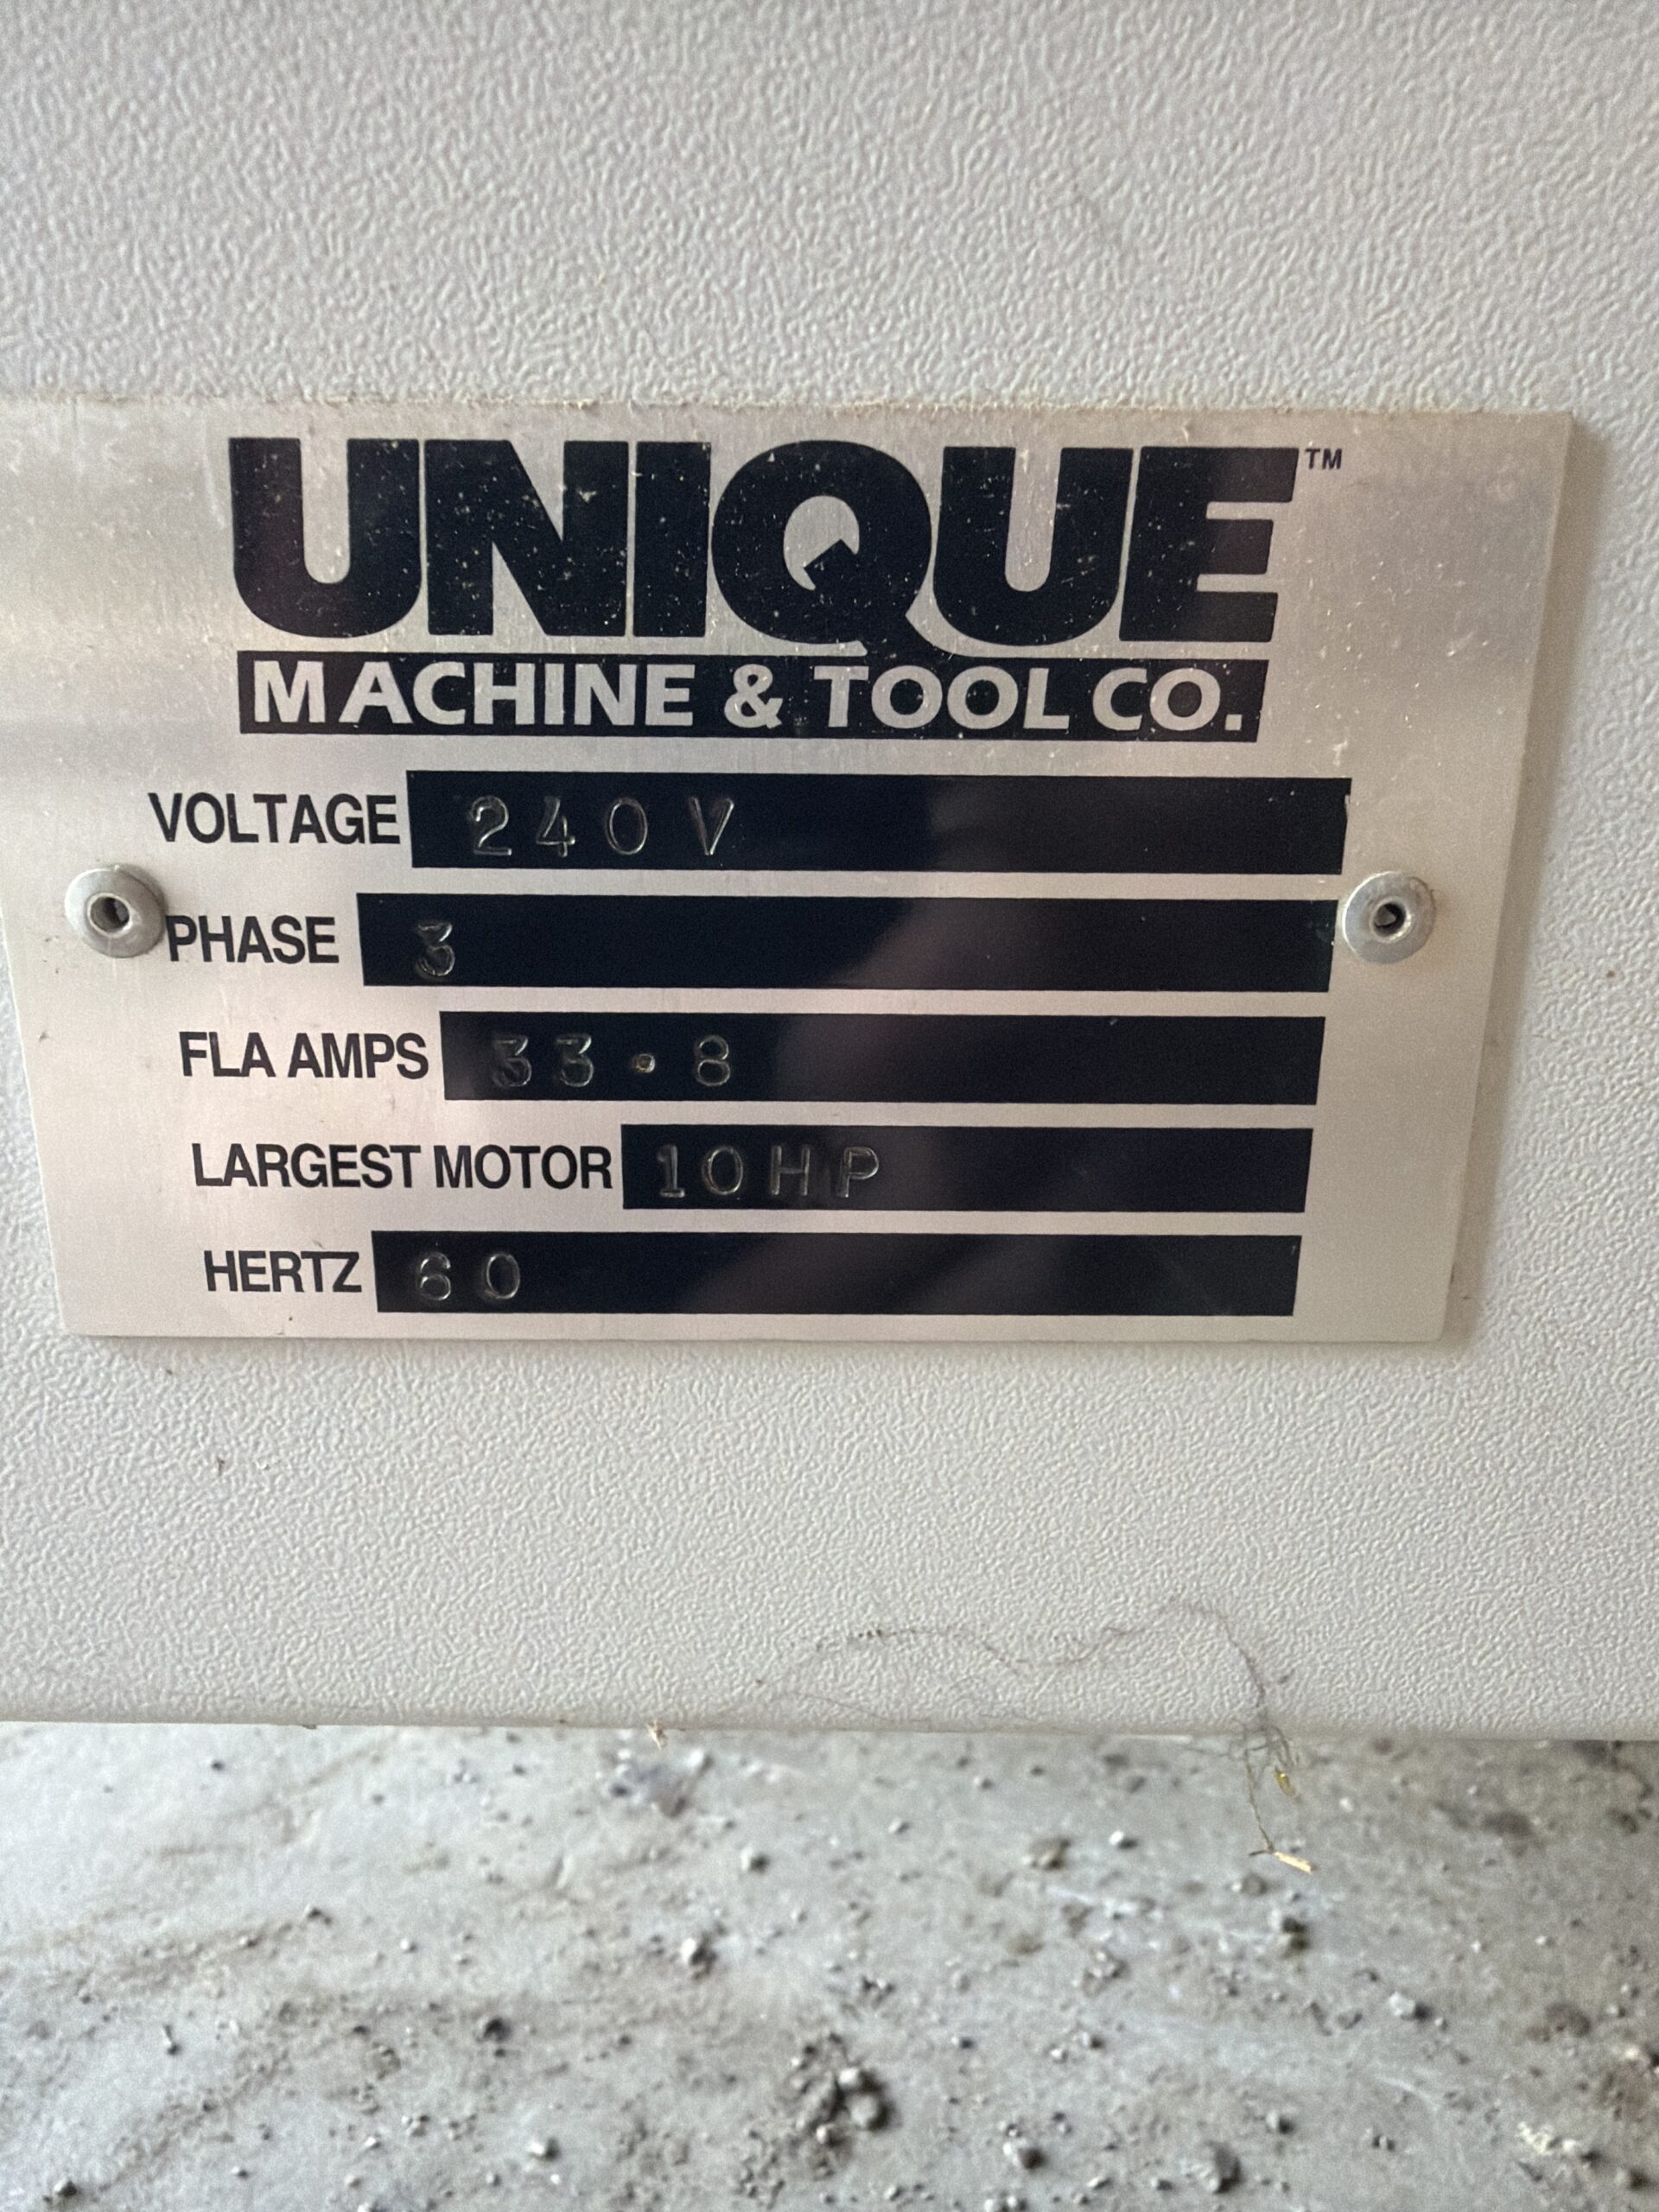 UNIQUE™
MACHINE & TOOL CO.
VOLTAGE 240V
PHASE 3
FLA AMPS 33.8
LARGEST MOTOR 10HP
HERTZ 60